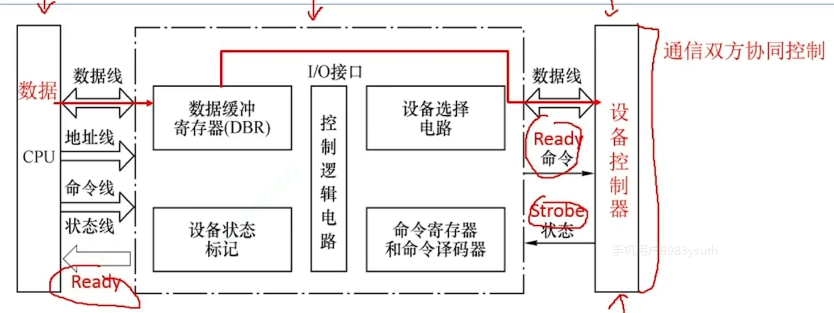 数据线
I/O接口
数据线
通信双方协同控制
数据
CPU
数据缓冲
寄存器(DBR)
控制逻辑电路
设备选择
电路
设备控制器
地址线
Ready
命令
命令线
状态线
设备状态
标记
命令寄存器
和命令译码器
Strobe
状态
Ready
手机用户8983ysuth